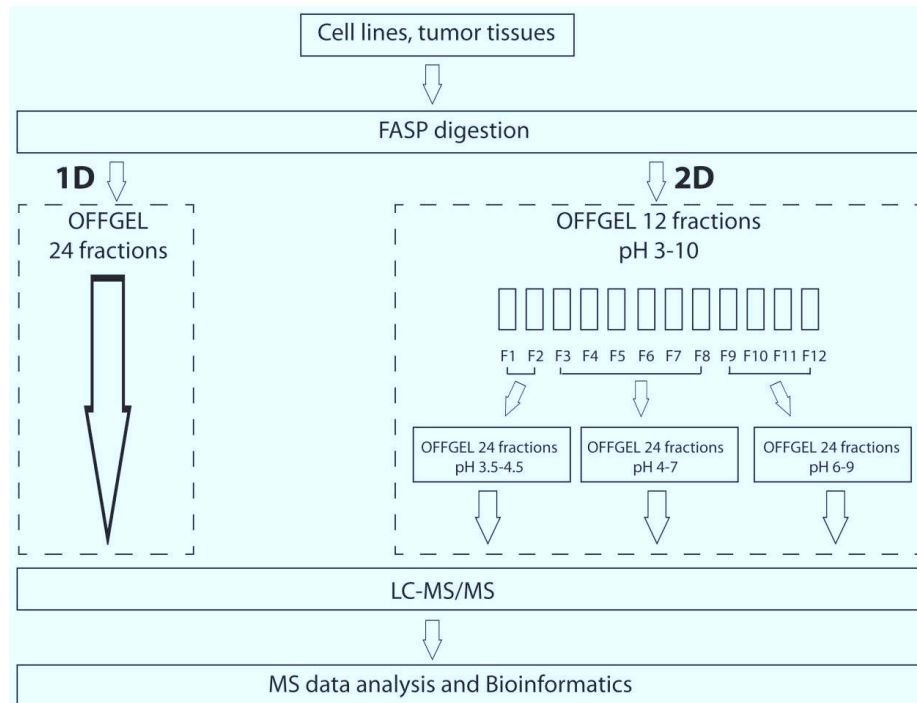 Cell lines, tumor tissues
FASP digestion
1D
2D
OFFGEL
24 fractions
OFFGEL 12 fractions
pH 3-10
F1 F2 F3 F4 F5 F6 F7 F8 F9 F10 F11 F12
OFFGEL 24 fractions
pH 3.5-4.5
OFFGEL 24 fractions
pH 4-7
OFFGEL 24 fractions
pH 6-9
LC-MS/MS
MS data analysis and Bioinformatics